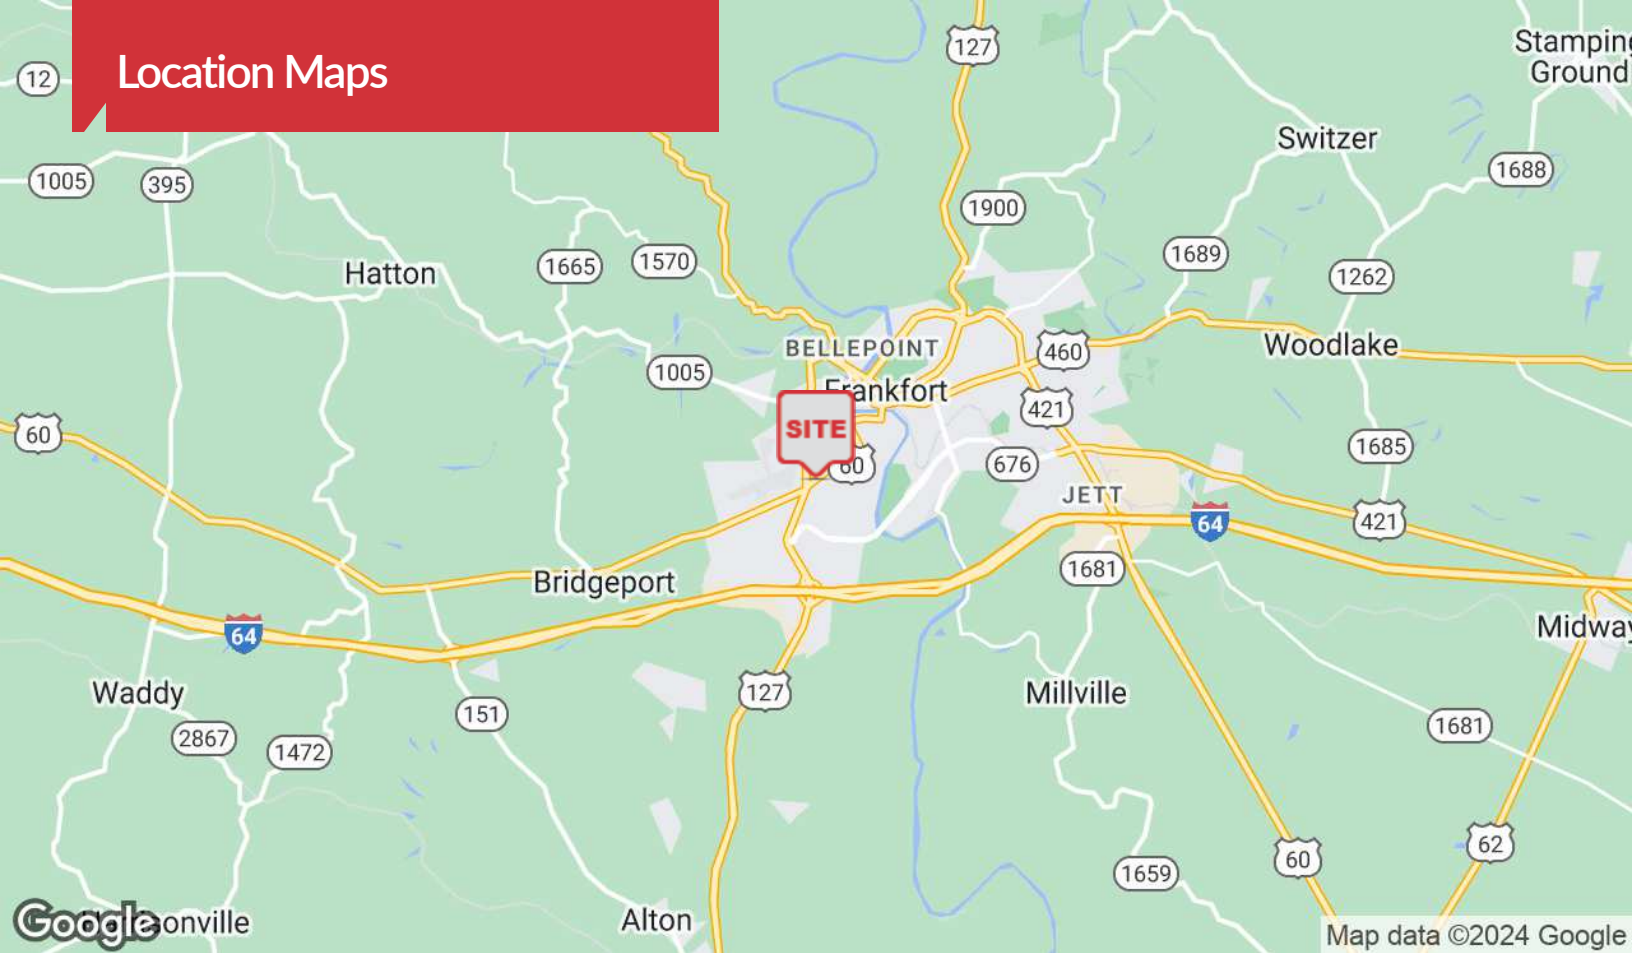 Location Maps
127
Stamping
Ground
12
Switzer
1688
1005
395
1900
1689
1570
1665
Hatton
1262
BELLEPOINT
460
Woodlake
1005
Frankfort
421
SITE
60
1685
60
676
JETT
421
64
1681
Bridgeport
64
Midway
Waddy
127
Millville
151
1681
2867
1472
62
60
1659
Google
Harrisonville
Alton
Map data ©2024 Google